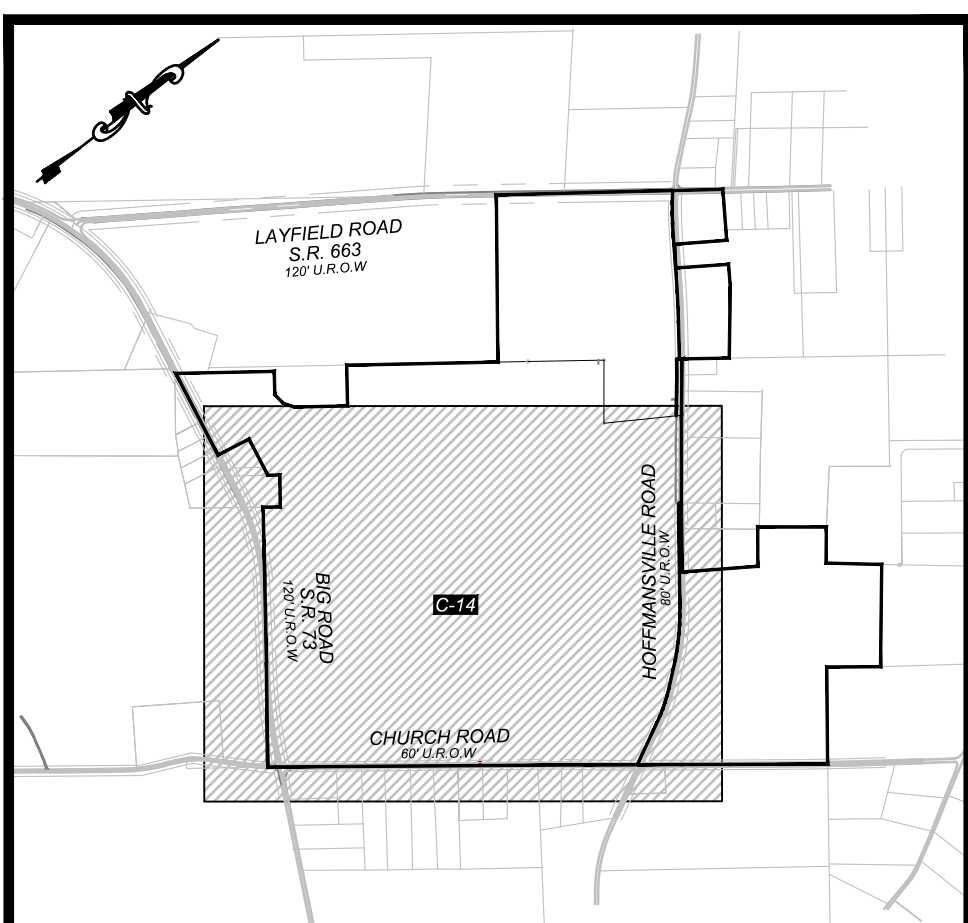 LAYFIELD ROAD
S.R. 663
120' U.R.O.W
HOFFMANSVILLE ROAD
80' U.R.O.W
BIG ROAD
S.R. 73
120' U.R.O.W
C-14
CHURCH ROAD
60' U.R.O.W